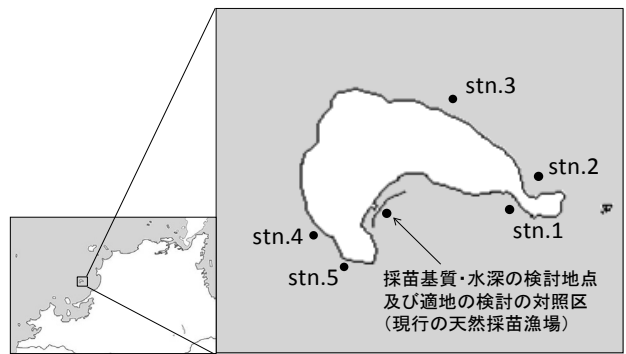 stn.3
stn.2
stn.1
stn.4
stn.5
採苗基質・水深の検討地点
及び適地の検討の対照区
（現行の天然採苗漁場）